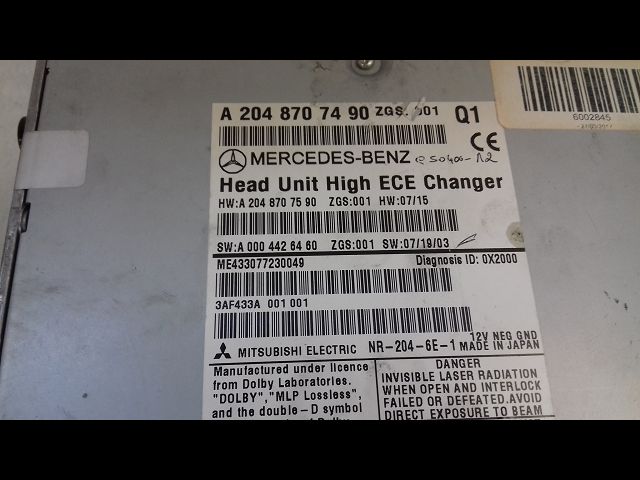 A 204 870 74 90 ZGS. 001 Q1
6002845
MERCEDES-BENZ
CE
Head Unit High ECE Changer
HW:A 204 870 75 90 ZGS:001 HW:07/15
SW:A 000 442 64 60 ZGS:001 SW:07/19/03
ME433077230049 Diagnosis ID: 0X2000
3AF433A 001 001
12V NEG GND
MITSUBISHI ELECTRIC NR-204-6E-1 MADE IN JAPAN
Manufactured under licence
from Dolby Laboratories.
"DOLBY","MLP Lossless",
and the double-D symbol
DANGER
INVISIBLE LASER RADIATION
WHEN OPEN AND INTERLOCK
FAILED OR DEFEATED.AVOID
DIRECT EXPOSURE TO BEAM